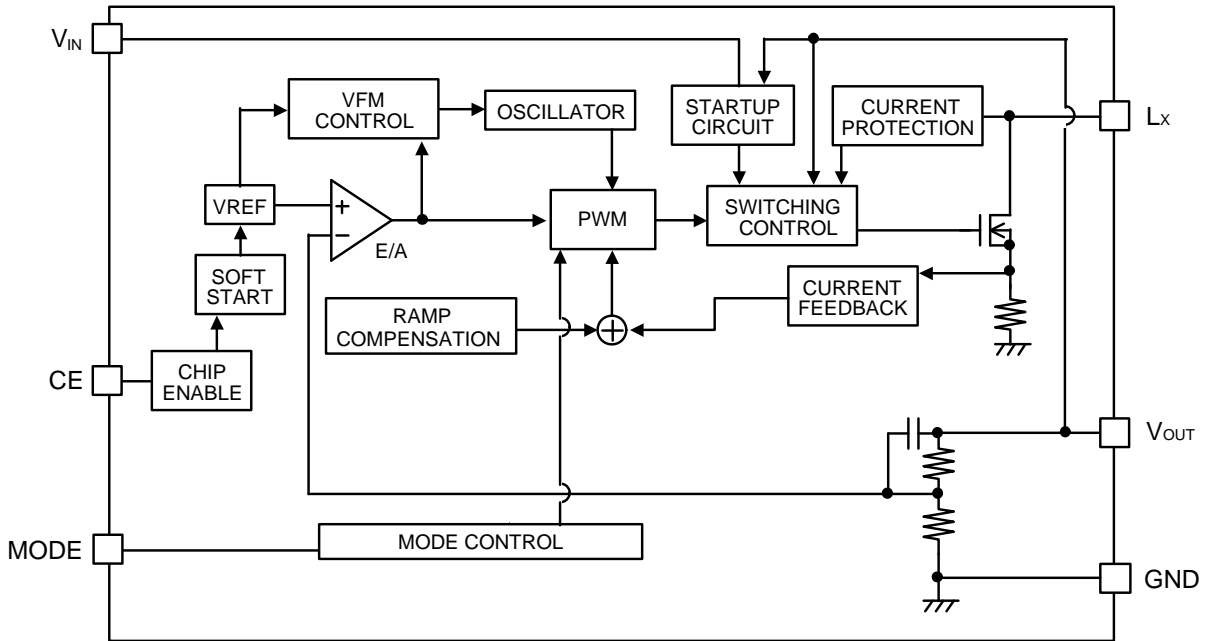 VIN
VFM
CONTROL
OSCILLATOR
STARTUP
CIRCUIT
CURRENT
PROTECTION
LX
VREF
+
−
E/A
PWM
SWITCHING
CONTROL
SOFT
START
RAMP
COMPENSATION
CURRENT
FEEDBACK
CE
CHIP
ENABLE
VOUT
MODE
MODE CONTROL
GND